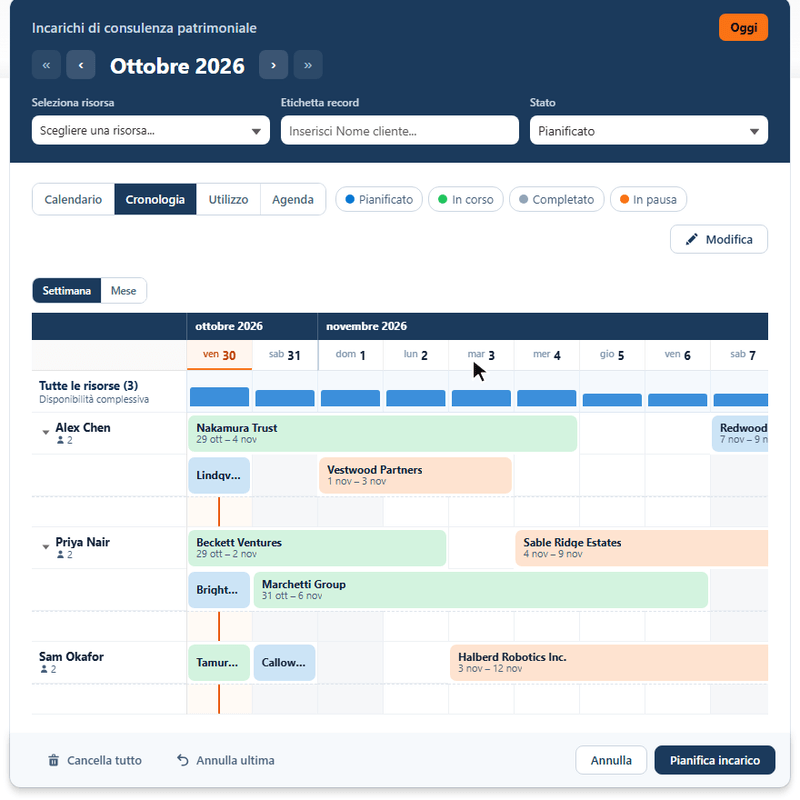 Incarichi di consulenza patrimoniale
Oggi
« ‹ Ottobre 2026 › »
Seleziona risorsa Etichetta record Stato
Scegliere una risorsa... Inserisci Nome cliente... Pianificato
Calendario Cronologia Utilizzo Agenda Pianificato In corso Completato In pausa
Modifica
Settimana Mese
ottobre 2026 novembre 2026
ven 30 sab 31 dom 1 lun 2 mar 3 mer 4 gio 5 ven 6 sab 7
Tutte le risorse (3)
Disponibilità complessiva
Alex Chen
2
Nakamura Trust
29 ott – 4 nov
Redwood
7 nov – 9 n
Lindqv...
Vestwood Partners
1 nov – 3 nov
Priya Nair
2
Beckett Ventures
29 ott – 2 nov
Sable Ridge Estates
4 nov – 9 nov
Bright...
Marchetti Group
31 ott – 6 nov
Sam Okafor
2
Tamur...
Callow...
Halberd Robotics Inc.
3 nov – 12 nov
Cancella tutto Annulla ultima Annulla Pianifica incarico